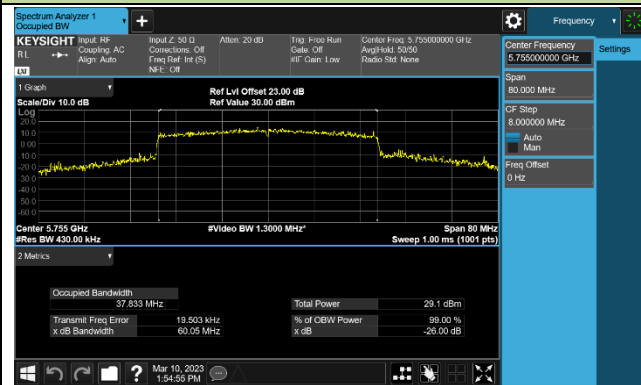 Spectrum Analyzer 1
Occupied BW
Frequency
KEYSIGHT
RL
LXI
Input: RF
Coupling: AC
Align: Auto
Input Z: 50 Ω
Corrections: Off
Freq Ref: Int (S)
NFE: Off
Atten: 20 dB
Trig: Free Run
Gate: Off
#IF Gain: Low
Center Freq: 5.755000000 GHz
Avg|Hold: 50/50
Radio Std: None
Center Frequency
5.755000000 GHz
Settings
Span
80.000 MHz
CF Step
8.000000 MHz
Auto
Man
Freq Offset
0 Hz
1 Graph
Scale/Div 10.0 dB
Ref Lvl Offset 23.00 dB
Ref Value 30.00 dBm
Log
20.0
10.0
0.00
-10.0
-20.0
-30.0
-40.0
-50.0
-60.0
Center 5.755 GHz
#Video BW 1.3000 MHz*
Span 80 MHz
#Res BW 430.00 kHz
Sweep 1.00 ms (1001 pts)
2 Metrics
Occupied Bandwidth
37.833 MHz
Total Power
29.1 dBm
Transmit Freq Error
19.503 kHz
% of OBW Power
99.00 %
x dB Bandwidth
60.05 MHz
x dB
-26.00 dB
?
Mar 10, 2023
1:54:55 PM